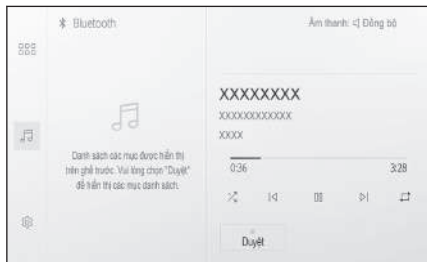 Bluetooth
Âm thanh: Đồng bộ
XXXXXXXX
XXXXXXXXXXXX
XXXX
Danh sách các mục được hiển thị
trên ghế trước. Vui lòng chọn "Duyệt"
để hiển thị các mục danh sách.
0:36 3:28
Duyệt